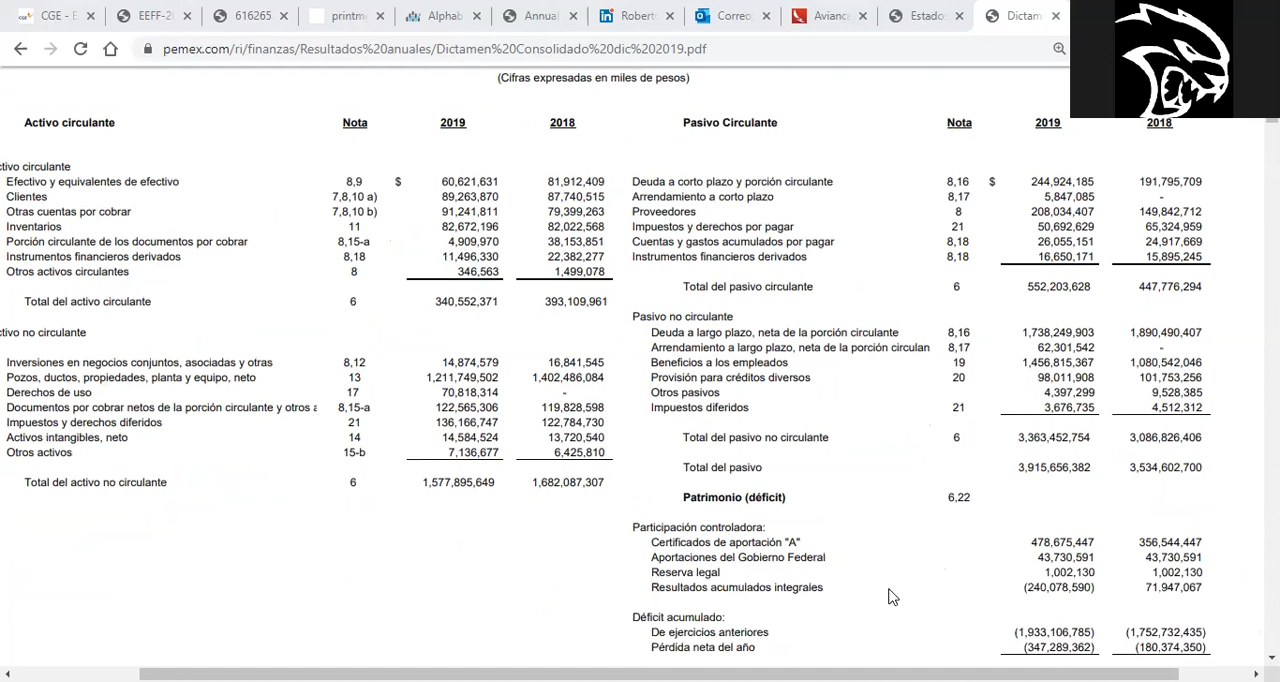 CGE - E
EEFF-2
616265
printm
Alphab
Annual
Robert
Correo
Avianca
Estado
Dictam
pemex.com/ri/finanzas/Resultados%20anuales/Dictamen%20Consolidado%20dic%202019.pdf
(Cifras expresadas en miles de pesos)
Activo circulante Nota 2019 2018
ctivo circulante
Efectivo y equivalentes de efectivo 8,9 $ 60,621,631 81,912,409
Clientes 7,8,10 a) 89,263,870 87,740,515
Otras cuentas por cobrar 7,8,10 b) 91,241,811 79,399,263
Inventarios 11 82,672,196 82,022,568
Porción circulante de los documentos por cobrar 8,15-a 4,909,970 38,153,851
Instrumentos financieros derivados 8,18 11,496,330 22,382,277
Otros activos circulantes 8 346,563 1,499,078
Total del activo circulante 6 340,552,371 393,109,961
ctivo no circulante
Inversiones en negocios conjuntos, asociadas y otras 8,12 14,874,579 16,841,545
Pozos, ductos, propiedades, planta y equipo, neto 13 1,211,749,502 1,402,486,084
Derechos de uso 17 70,818,314 -
Documentos por cobrar netos de la porción circulante y otros a 8,15-a 122,565,306 119,828,598
Impuestos y derechos diferidos 21 136,166,747 122,784,730
Activos intangibles, neto 14 14,584,524 13,720,540
Otros activos 15-b 7,136,677 6,425,810
Total del activo no circulante 6 1,577,895,649 1,682,087,307
Pasivo Circulante Nota 2019 2018
Deuda a corto plazo y porción circulante 8,16 $ 244,924,185 191,795,709
Arrendamiento a corto plazo 8,17 5,847,085 -
Proveedores 8 208,034,407 149,842,712
Impuestos y derechos por pagar 21 50,692,629 65,324,959
Cuentas y gastos acumulados por pagar 8,18 26,055,151 24,917,669
Instrumentos financieros derivados 8,18 16,650,171 15,895,245
Total del pasivo circulante 6 552,203,628 447,776,294
Pasivo no circulante
Deuda a largo plazo, neta de la porción circulante 8,16 1,738,249,903 1,890,490,407
Arrendamiento a largo plazo, neta de la porción circulan 8,17 62,301,542 -
Beneficios a los empleados 19 1,456,815,367 1,080,542,046
Provisión para créditos diversos 20 98,011,908 101,753,256
Otros pasivos 4,397,299 9,528,385
Impuestos diferidos 21 3,676,735 4,512,312
Total del pasivo no circulante 6 3,363,452,754 3,086,826,406
Total del pasivo 3,915,656,382 3,534,602,700
Patrimonio (déficit) 6,22
Participación controladora:
Certificados de aportación "A" 478,675,447 356,544,447
Aportaciones del Gobierno Federal 43,730,591 43,730,591
Reserva legal 1,002,130 1,002,130
Resultados acumulados integrales (240,078,590) 71,947,067
Déficit acumulado:
De ejercicios anteriores (1,933,106,785) (1,752,732,435)
Pérdida neta del año (347,289,362) (180,374,350)